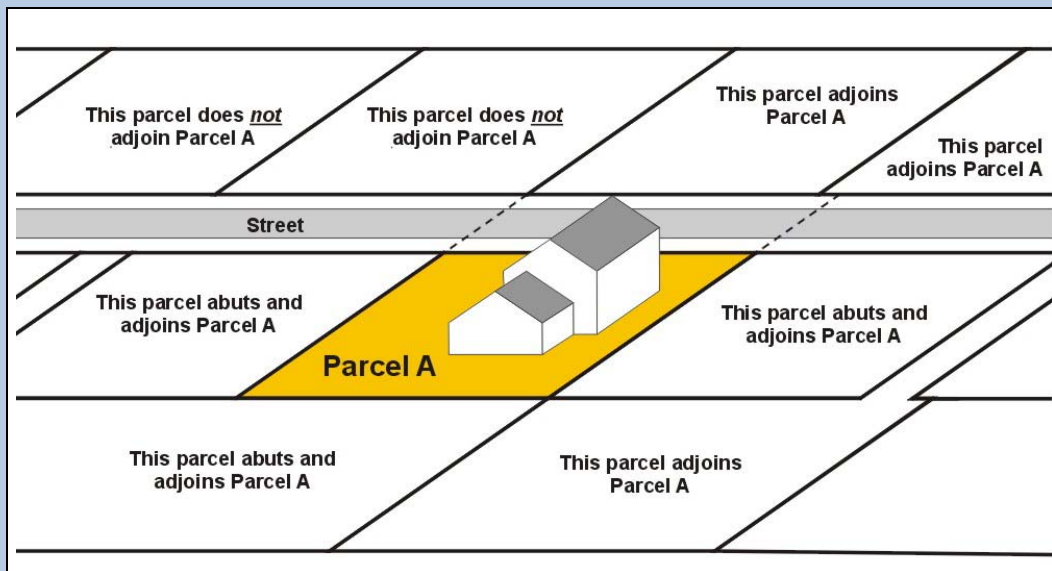 This parcel does not
adjoin Parcel A
This parcel does not
adjoin Parcel A
This parcel adjoins
Parcel A
This parcel
adjoins Parcel A
Street
This parcel abuts and
adjoins Parcel A
Parcel A
This parcel abuts and
adjoins Parcel A
This parcel abuts and
adjoins Parcel A
This parcel adjoins
Parcel A